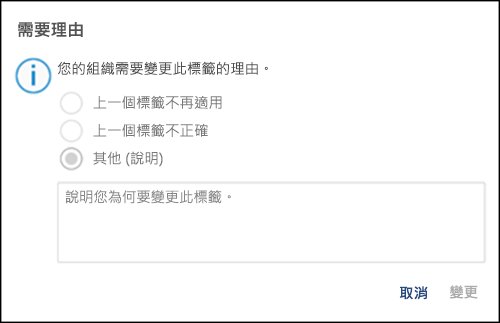 需要理由
您的組織需要變更此標籤的理由。
上一個標籤不再適用
上一個標籤不正確
其他 (說明)
說明您為何要變更此標籤。
取消 變更